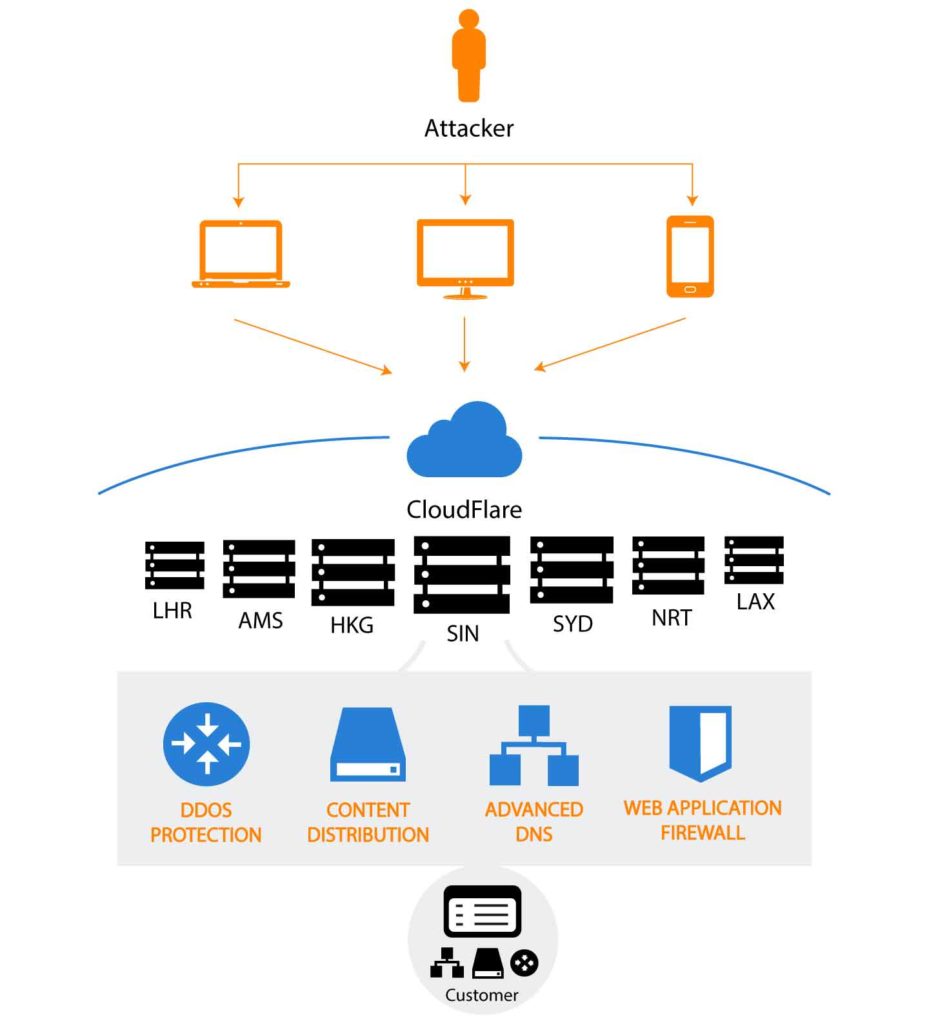 Attacker
CloudFlare
LHR
AMS
HKG
SIN
SYD
NRT
LAX
DDOS
PROTECTION
CONTENT
DISTRIBUTION
ADVANCED
DNS
WEB APPLICATION
FIREWALL
Customer